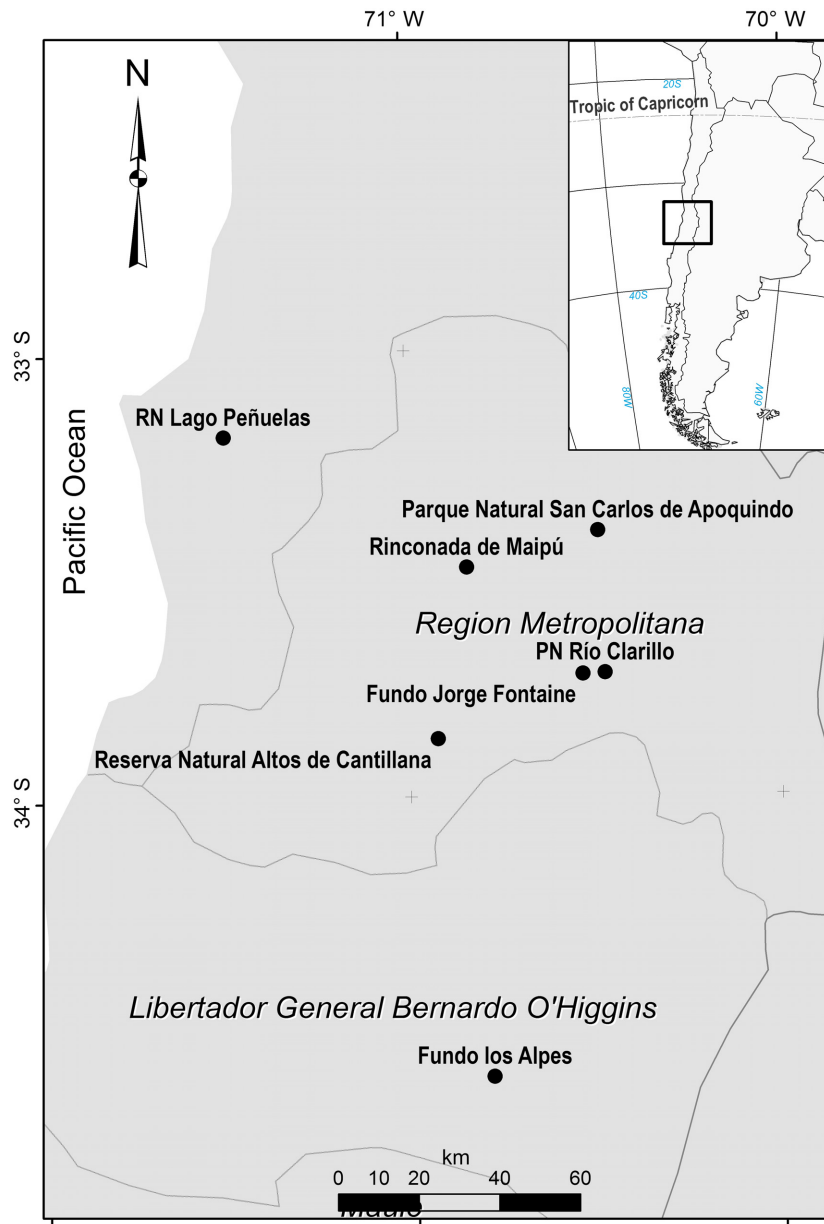 71° W
70° W
N
20S
Tropic of Capricorn
40S
80W
60W
33° S
RN Lago Peñuelas
Pacific Ocean
Parque Natural San Carlos de Apoquindo
Rinconada de Maipú
Region Metropolitana
PN Río Clarillo
Fundo Jorge Fontaine
Reserva Natural Altos de Cantillana
34° S
Libertador General Bernardo O'Higgins
Fundo los Alpes
km
0 10 20 40 60
Maule